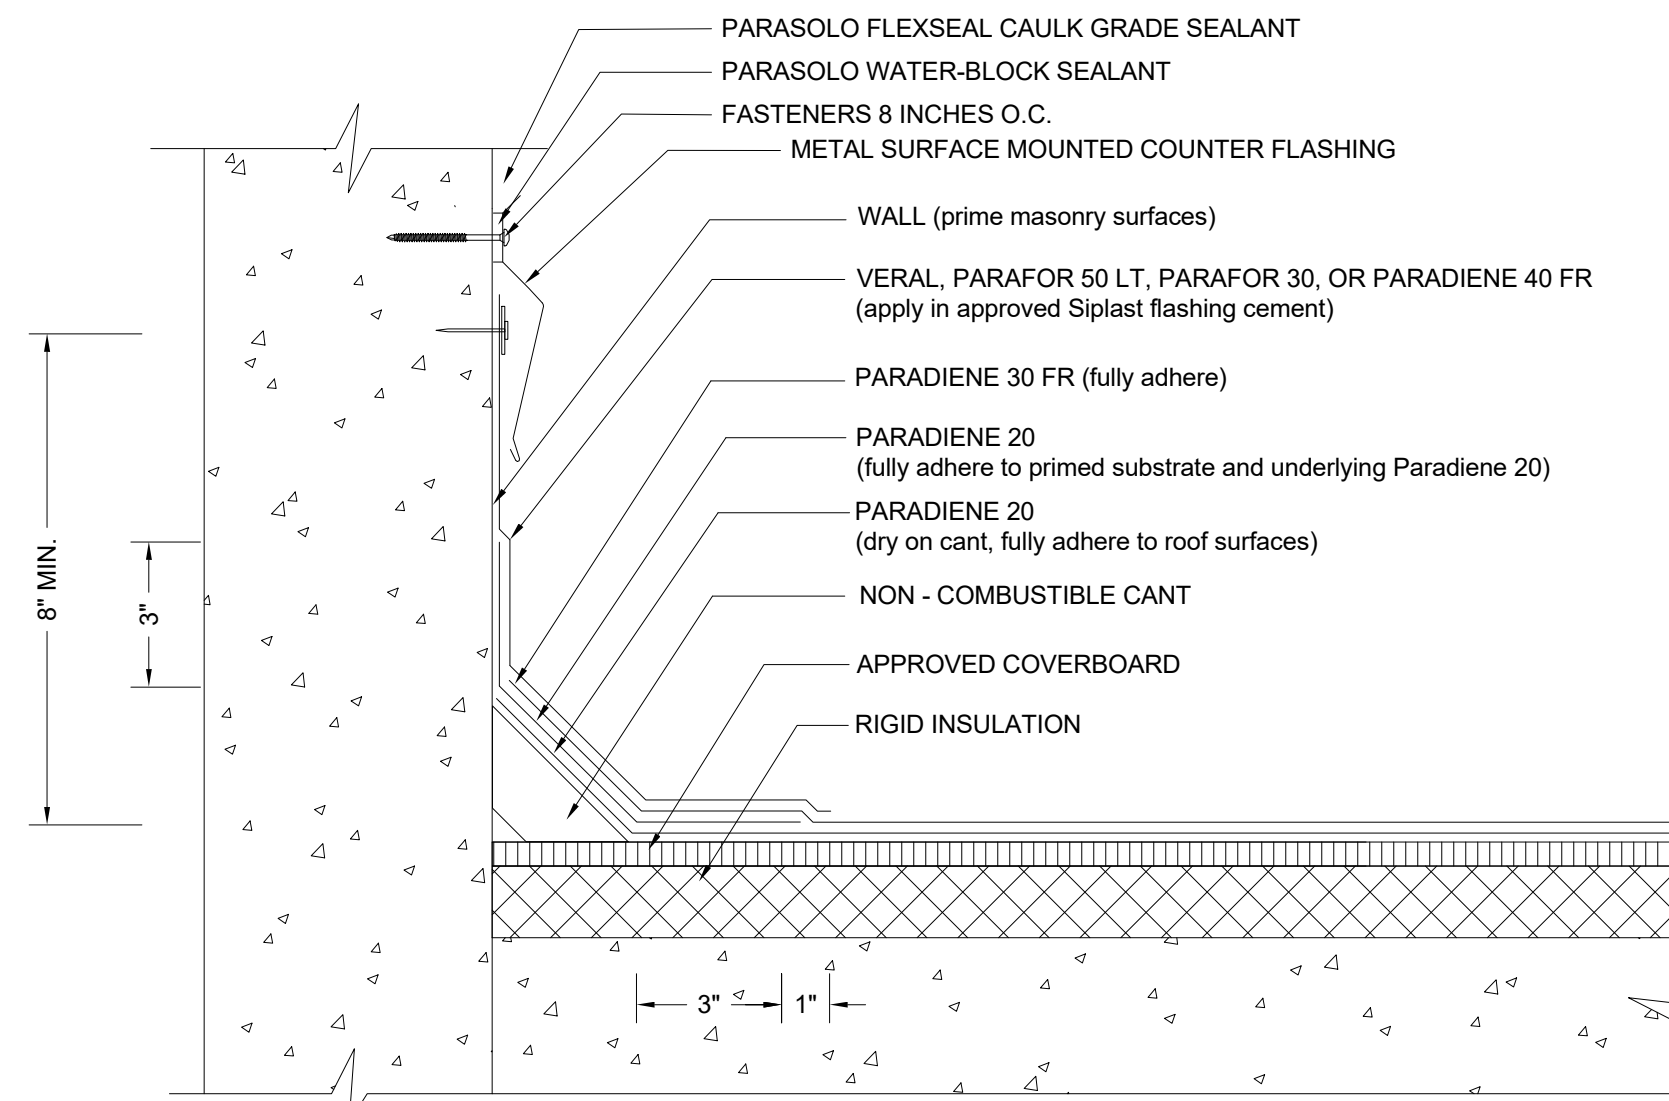 PARASOLO FLEXSEAL CAULK GRADE SEALANT
PARASOLO WATER-BLOCK SEALANT
FASTENERS 8 INCHES O.C.
METAL SURFACE MOUNTED COUNTER FLASHING
WALL (prime masonry surfaces)
VERAL, PARAFOR 50 LT, PARAFOR 30, OR PARADIENE 40 FR
(apply in approved Siplast flashing cement)
PARADIENE 30 FR (fully adhere)
PARADIENE 20
(fully adhere to primed substrate and underlying Paradiene 20)
PARADIENE 20
(dry on cant, fully adhere to roof surfaces)
NON - COMBUSTIBLE CANT
APPROVED COVERBOARD
RIGID INSULATION
8" MIN.
3"
3"
1"